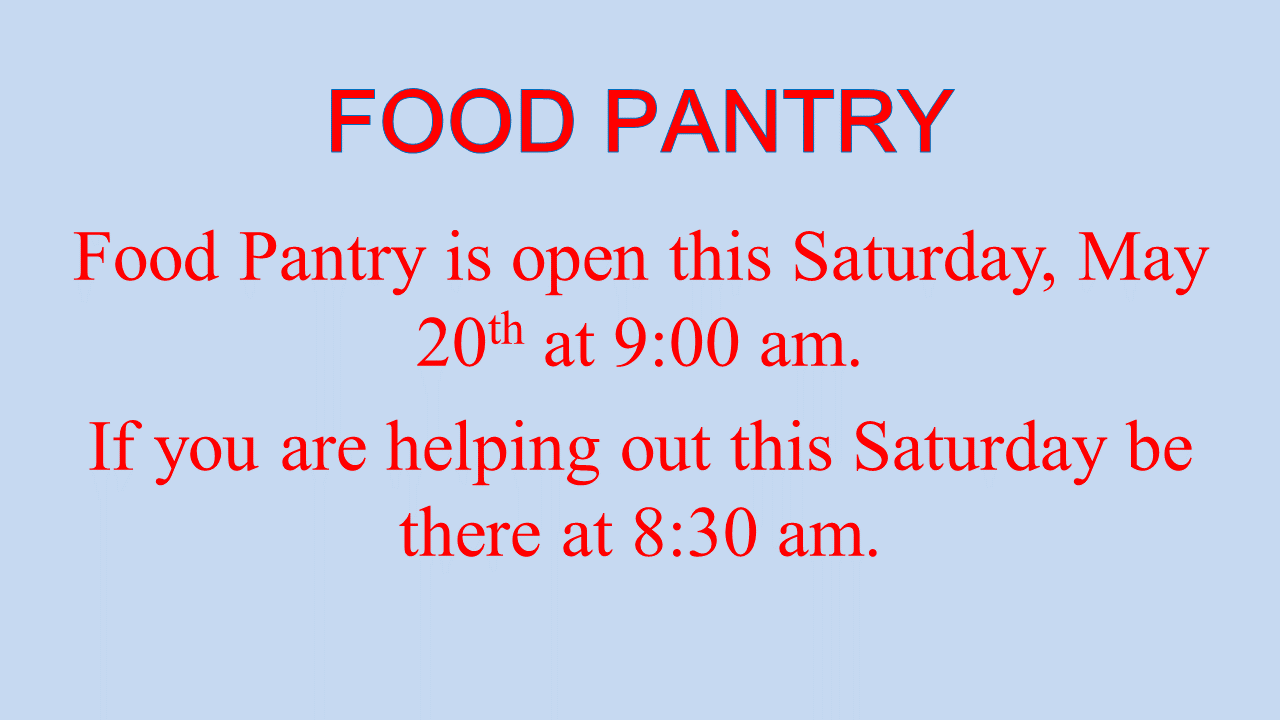 FOOD PANTRY
Food Pantry is open this Saturday, May
20th at 9:00 am.
If you are helping out this Saturday be
there at 8:30 am.